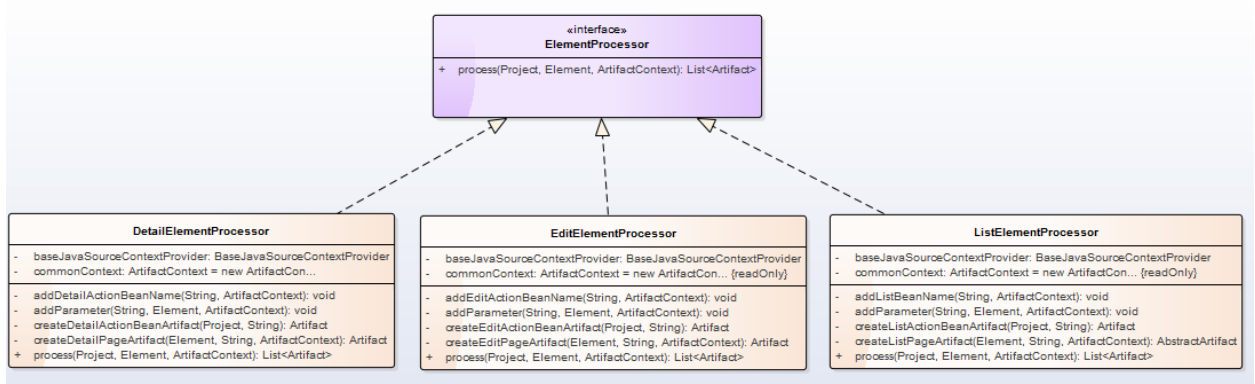 «interface»
ElementProcessor
+ process(Project, Element, ArtifactContext): List<Artifact>
DetailElementProcessor
- baseJavaSourceContextProvider: BaseJavaSourceContextProvider
- commonContext: ArtifactContext = new ArtifactCon...
- addDetailActionBeanName(String, ArtifactContext): void
- addParameter(String, Element, ArtifactContext): void
- createDetailActionBeanArtifact(Project, String): Artifact
- createDetailPageArtifact(Element, String, ArtifactContext): Artifact
+ process(Project, Element, ArtifactContext): List<Artifact>
EditElementProcessor
- baseJavaSourceContextProvider: BaseJavaSourceContextProvider
- commonContext: ArtifactContext = new ArtifactCon... {readOnly}
- addEditActionBeanName(String, ArtifactContext): void
- addParameter(String, Element, ArtifactContext): void
- createEditActionBeanArtifact(Project, String): Artifact
- createEditPageArtifact(Element, String, ArtifactContext): Artifact
+ process(Project, Element, ArtifactContext): List<Artifact>
ListElementProcessor
- baseJavaSourceContextProvider: BaseJavaSourceContextProvider
- commonContext: ArtifactContext = new ArtifactCon... {readOnly}
- addListBeanName(String, ArtifactContext): void
- addParameter(String, Element, ArtifactContext): void
- createListActionBeanArtifact(Project, String): Artifact
- createListPageArtifact(Element, String, ArtifactContext): AbstractArtifact
+ process(Project, Element, ArtifactContext): List<Artifact>